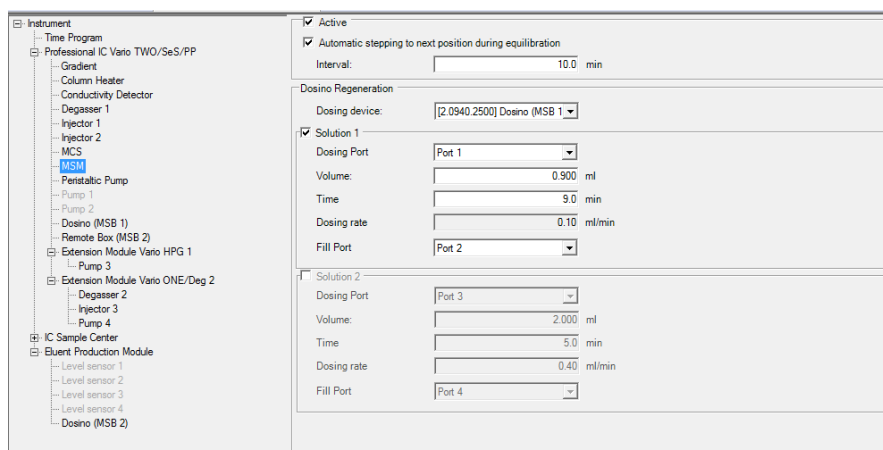 Instrument
Time Program
Professional IC Vario TWO/SeS/PP
Gradient
Column Heater
Conductivity Detector
Degasser 1
Injector 1
Injector 2
MCS
MSM
Peristaltic Pump
Pump 1
Pump 2
Dosino (MSB 1)
Remote Box (MSB 2)
Extension Module Vario HPG 1
Pump 3
Extension Module Vario ONE/Deg 2
Degasser 2
Injector 3
Pump 4
IC Sample Center
Eluent Production Module
Level sensor 1
Level sensor 2
Level sensor 3
Level sensor 4
Dosino (MSB 2)
Active
Automatic stepping to next position during equilibration
Interval: 10.0 min
Dosino Regeneration
Dosing device: [2.0940.2500] Dosino (MSB 1
Solution 1
Dosing Port Port 1
Volume: 0.900 ml
Time 9.0 min
Dosing rate 0.10 ml/min
Fill Port Port 2
Solution 2
Dosing Port Port 3
Volume: 2.000 ml
Time 5.0 min
Dosing rate 0.40 ml/min
Fill Port Port 4